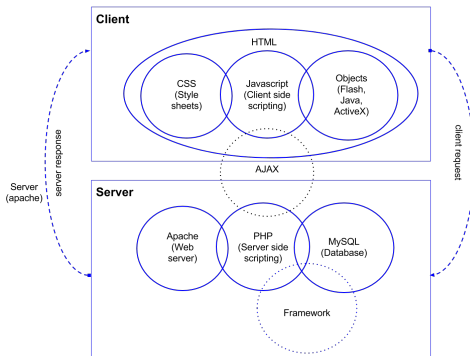 Client
HTML
CSS
(Style
sheets)
Javascript
(Client side
scripting)
Objects
(Flash,
Java,
ActiveX)
AJAX
Server
(apache)
server response
client request
Server
Apache
(Web
server)
PHP
(Server side
scripting)
MySQL
(Database)
Framework